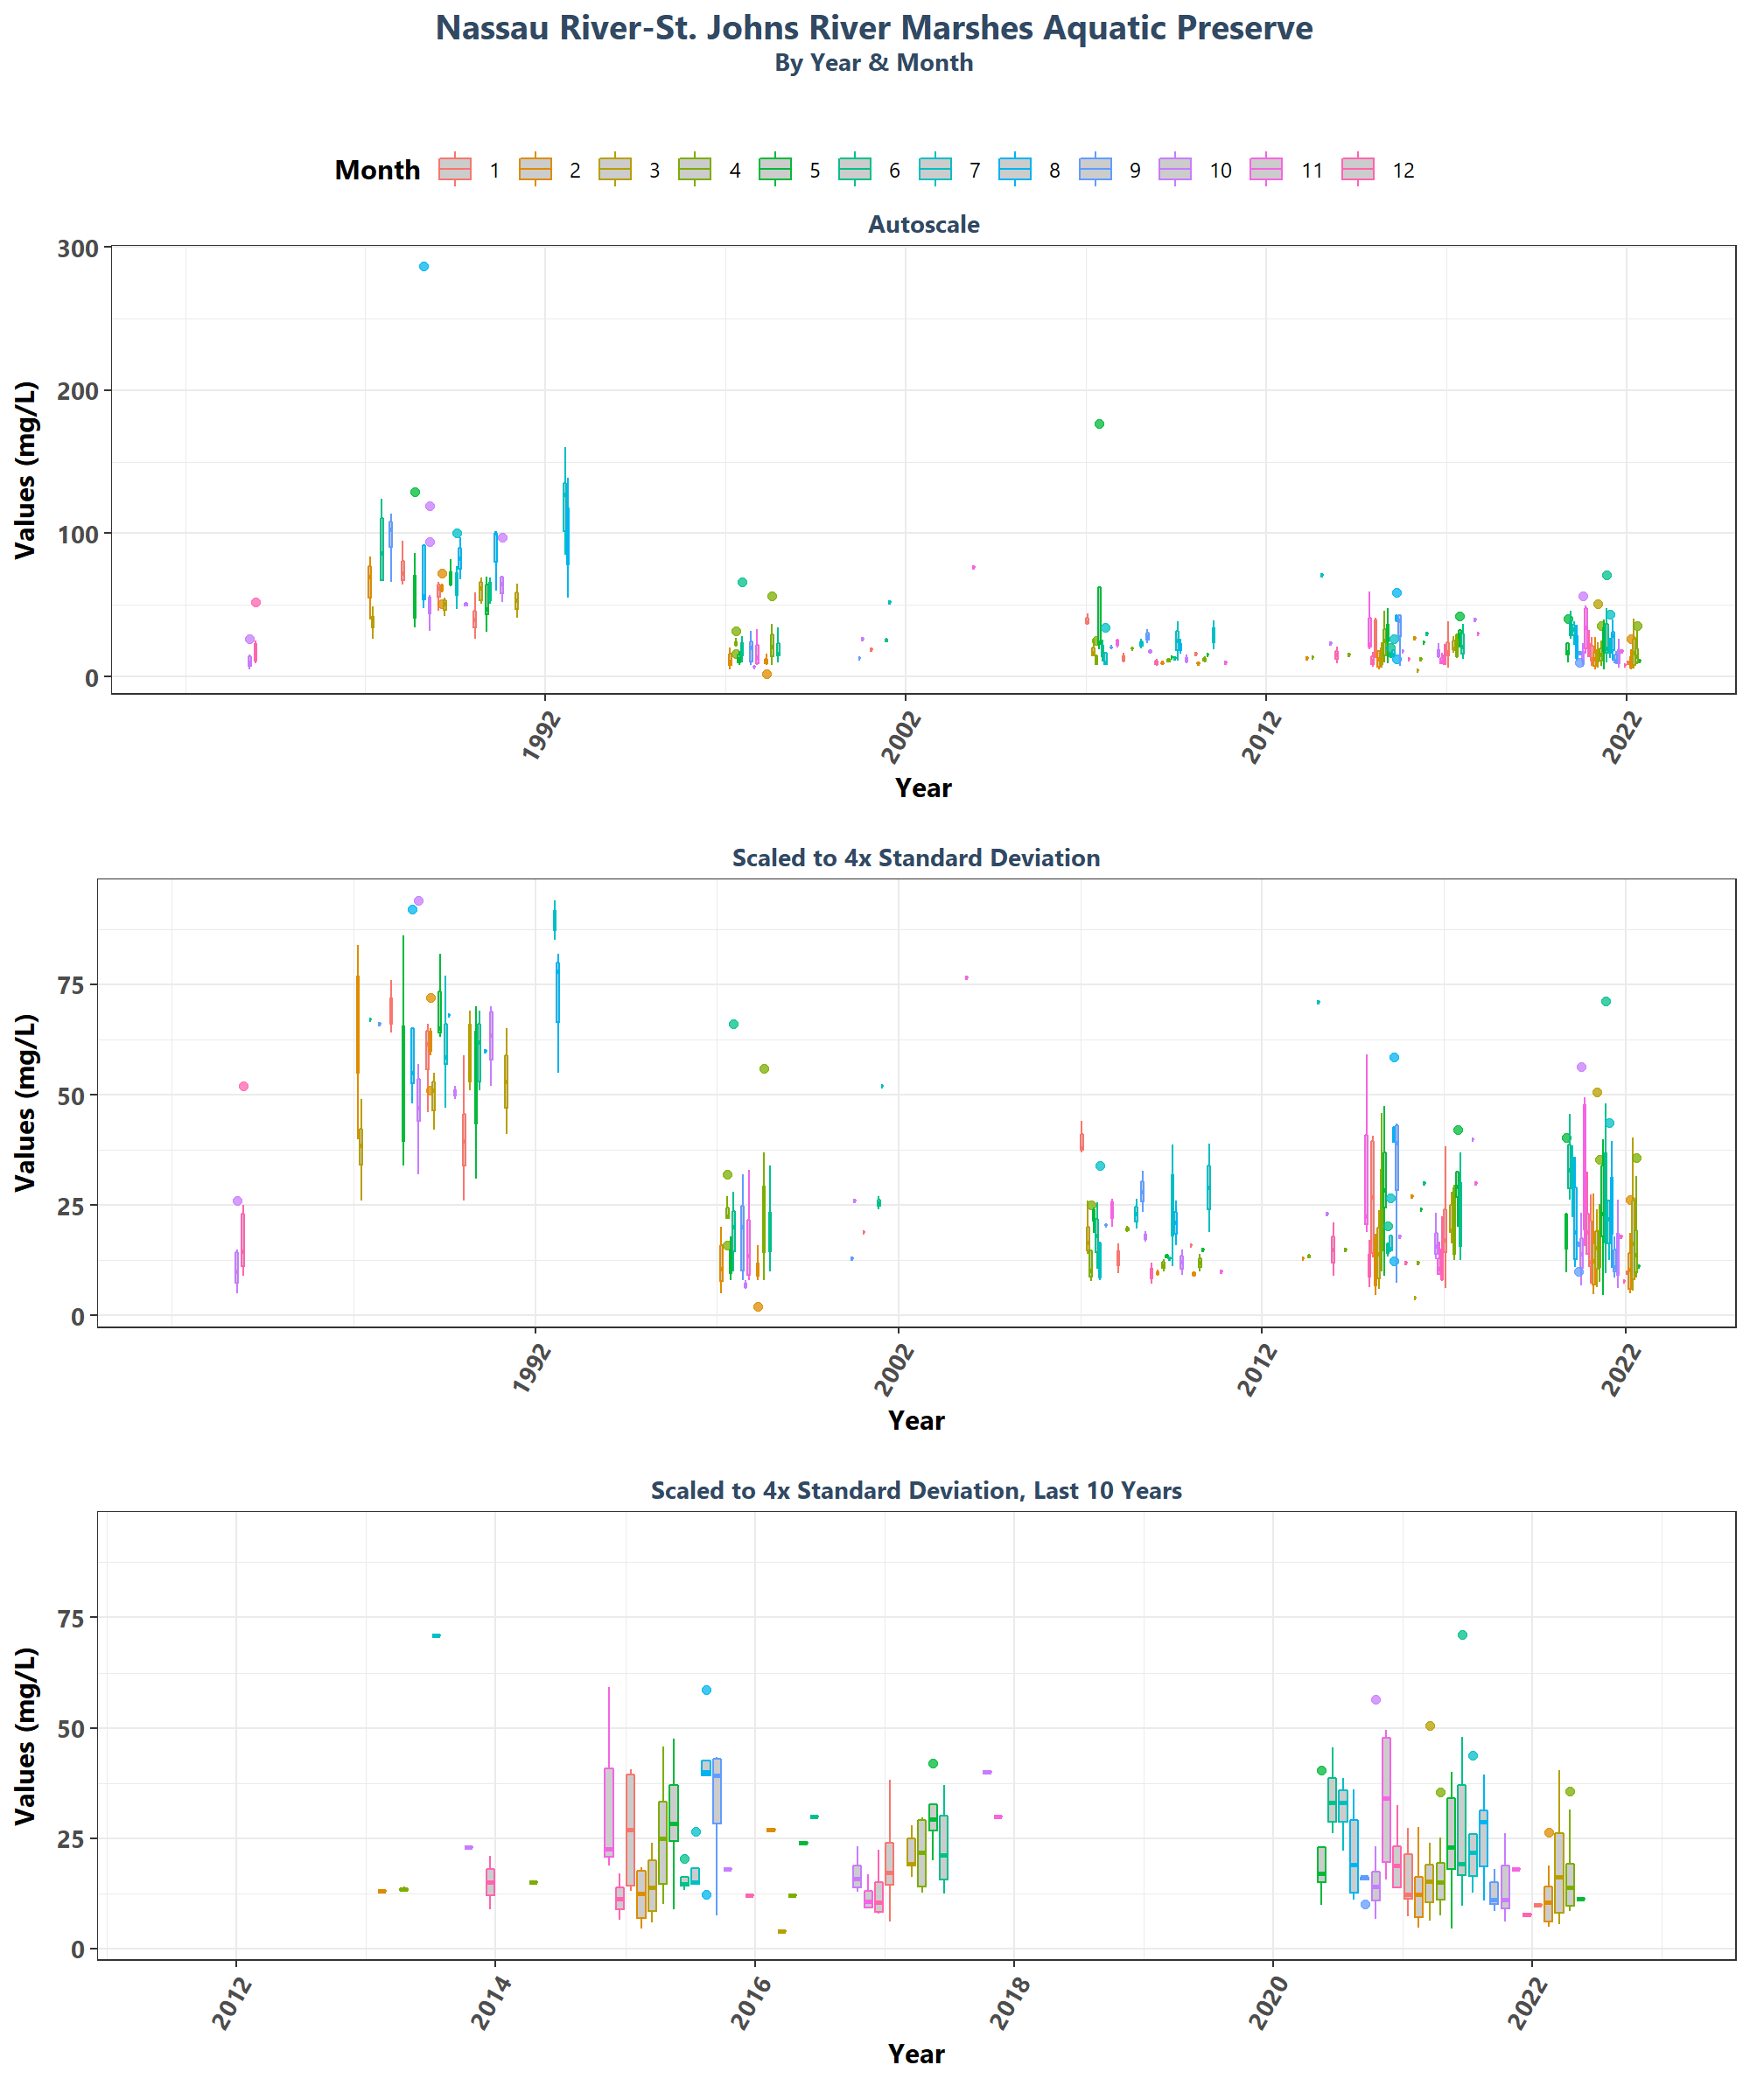 Nassau River-St. Johns River Marshes Aquatic Preserve
By Year & Month
Month 1 2 3 4 5 6 7 8 9 10 11 12
Autoscale
Values (mg/L)
300
200
100
0
1992 2002 2012 2022
Year
Scaled to 4x Standard Deviation
Values (mg/L)
75
50
25
0
1992 2002 2012 2022
Year
Scaled to 4x Standard Deviation, Last 10 Years
Values (mg/L)
75
50
25
0
2012 2014 2016 2018 2020 2022
Year